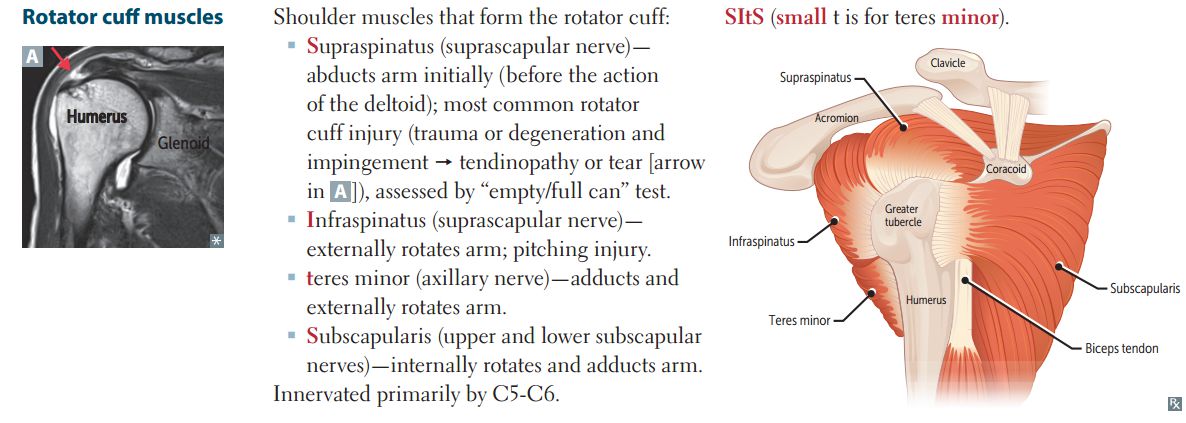 Rotator cuff muscles
A
Humerus
Glenoid
*
Shoulder muscles that form the rotator cuff:
▪ Supraspinatus (suprascapular nerve)—
abducts arm initially (before the action
of the deltoid); most common rotator
cuff injury (trauma or degeneration and
impingement → tendinopathy or tear [arrow
in A]), assessed by “empty/full can” test.
▪ Infraspinatus (suprascapular nerve)—
externally rotates arm; pitching injury.
▪ teres minor (axillary nerve)—adducts and
externally rotates arm.
▪ Subscapularis (upper and lower subscapular
nerves)—internally rotates and adducts arm.
Innervated primarily by C5-C6.
SItS (small t is for teres minor).
Clavicle
Supraspinatus
Acromion
Coracoid
Greater
tubercle
Infraspinatus
Subscapularis
Humerus
Teres minor
Biceps tendon
Rx